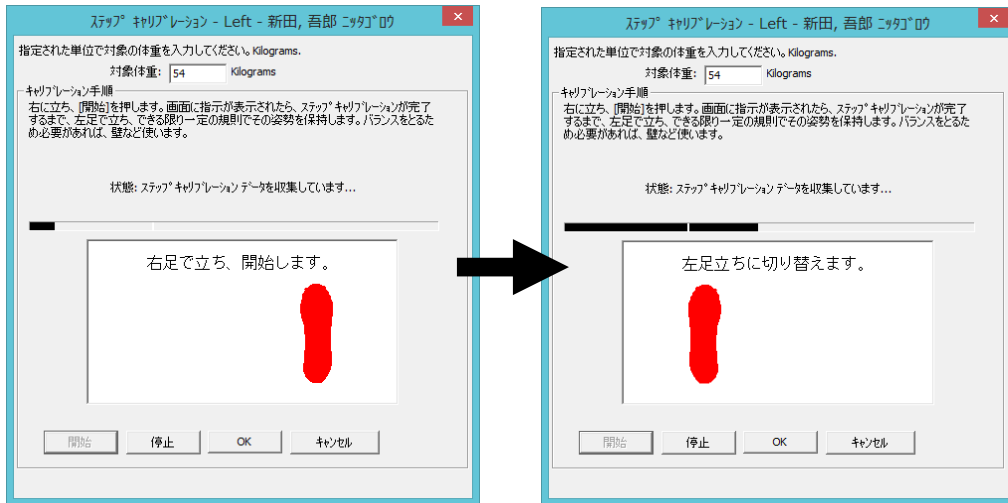 ステップ キャリブレーション - Left - 新田, 吾郎 ニッタゴロウ
指定された単位で対象の体重を入力してください。Kilograms.
対象体重: 54 Kilograms
キャリブレーション手順
右に立ち、[開始]を押します。画面に指示が表示されたら、ステップキャリブレーションが完了
するまで、左足で立ち、できる限り一定の規則でその姿勢を保持します。バランスをとるた
め必要があれば、壁など使います。
状態: ステップキャリブレーション データを収集しています...
右足で立ち、開始します。
開始 停止 OK キャンセル
ステップ キャリブレーション - Left - 新田, 吾郎 ニッタゴロウ
指定された単位で対象の体重を入力してください。Kilograms.
対象体重: 54 Kilograms
キャリブレーション手順
右に立ち、[開始]を押します。画面に指示が表示されたら、ステップキャリブレーションが完了
するまで、左足で立ち、できる限り一定の規則でその姿勢を保持します。バランスをとるた
め必要があれば、壁など使います。
状態: ステップキャリブレーション データを収集しています...
左足立ちに切り替えます。
開始 停止 OK キャンセル